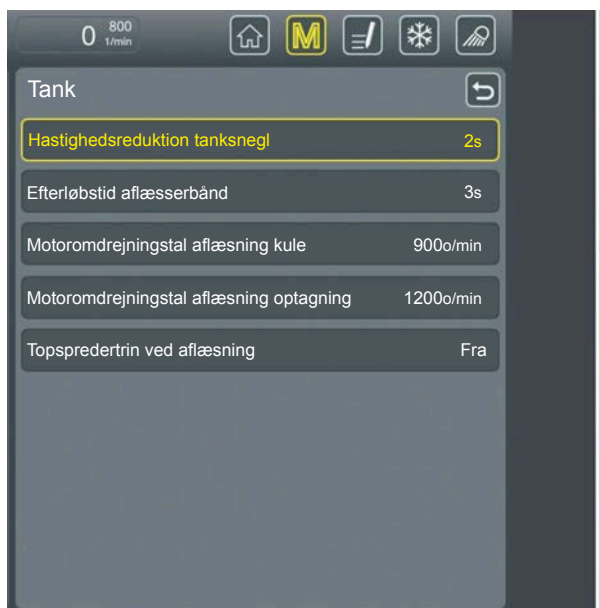 0 800 1/min M
Tank
Hastighedsreduktion tanksnegl 2s
Efterløbstid aflæsserbånd 3s
Motoromdrejningstal aflæsning kule 900o/min
Motoromdrejningstal aflæsning optagning 1200o/min
Topspredertrin ved aflæsning Fra